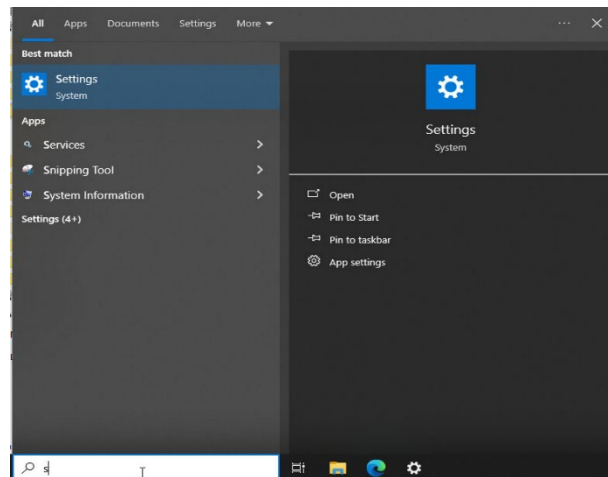 All Apps Documents Settings More
Best match
Settings
System
Apps
Services
Snipping Tool
System Information
Settings (4+)
s
Settings
System
Open
Pin to Start
Pin to taskbar
App settings